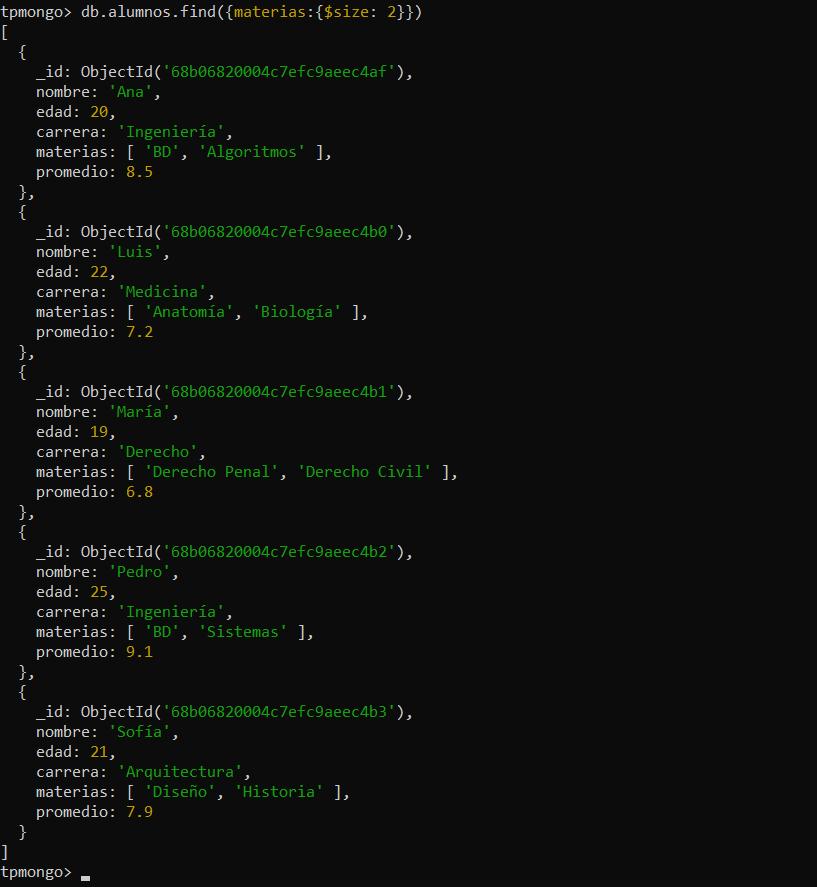 tpmongo> db.alumnos.find({materias:{$size: 2}})
[
  {
    _id: ObjectId('68b06820004c7efc9aeec4af'),
    nombre: 'Ana',
    edad: 20,
    carrera: 'Ingeniería',
    materias: [ 'BD', 'Algoritmos' ],
    promedio: 8.5
  },
  {
    _id: ObjectId('68b06820004c7efc9aeec4b0'),
    nombre: 'Luis',
    edad: 22,
    carrera: 'Medicina',
    materias: [ 'Anatomía', 'Biología' ],
    promedio: 7.2
  },
  {
    _id: ObjectId('68b06820004c7efc9aeec4b1'),
    nombre: 'María',
    edad: 19,
    carrera: 'Derecho',
    materias: [ 'Derecho Penal', 'Derecho Civil' ],
    promedio: 6.8
  },
  {
    _id: ObjectId('68b06820004c7efc9aeec4b2'),
    nombre: 'Pedro',
    edad: 25,
    carrera: 'Ingeniería',
    materias: [ 'BD', 'Sistemas' ],
    promedio: 9.1
  },
  {
    _id: ObjectId('68b06820004c7efc9aeec4b3'),
    nombre: 'Sofía',
    edad: 21,
    carrera: 'Arquitectura',
    materias: [ 'Diseño', 'Historia' ],
    promedio: 7.9
  }
]
tpmongo>